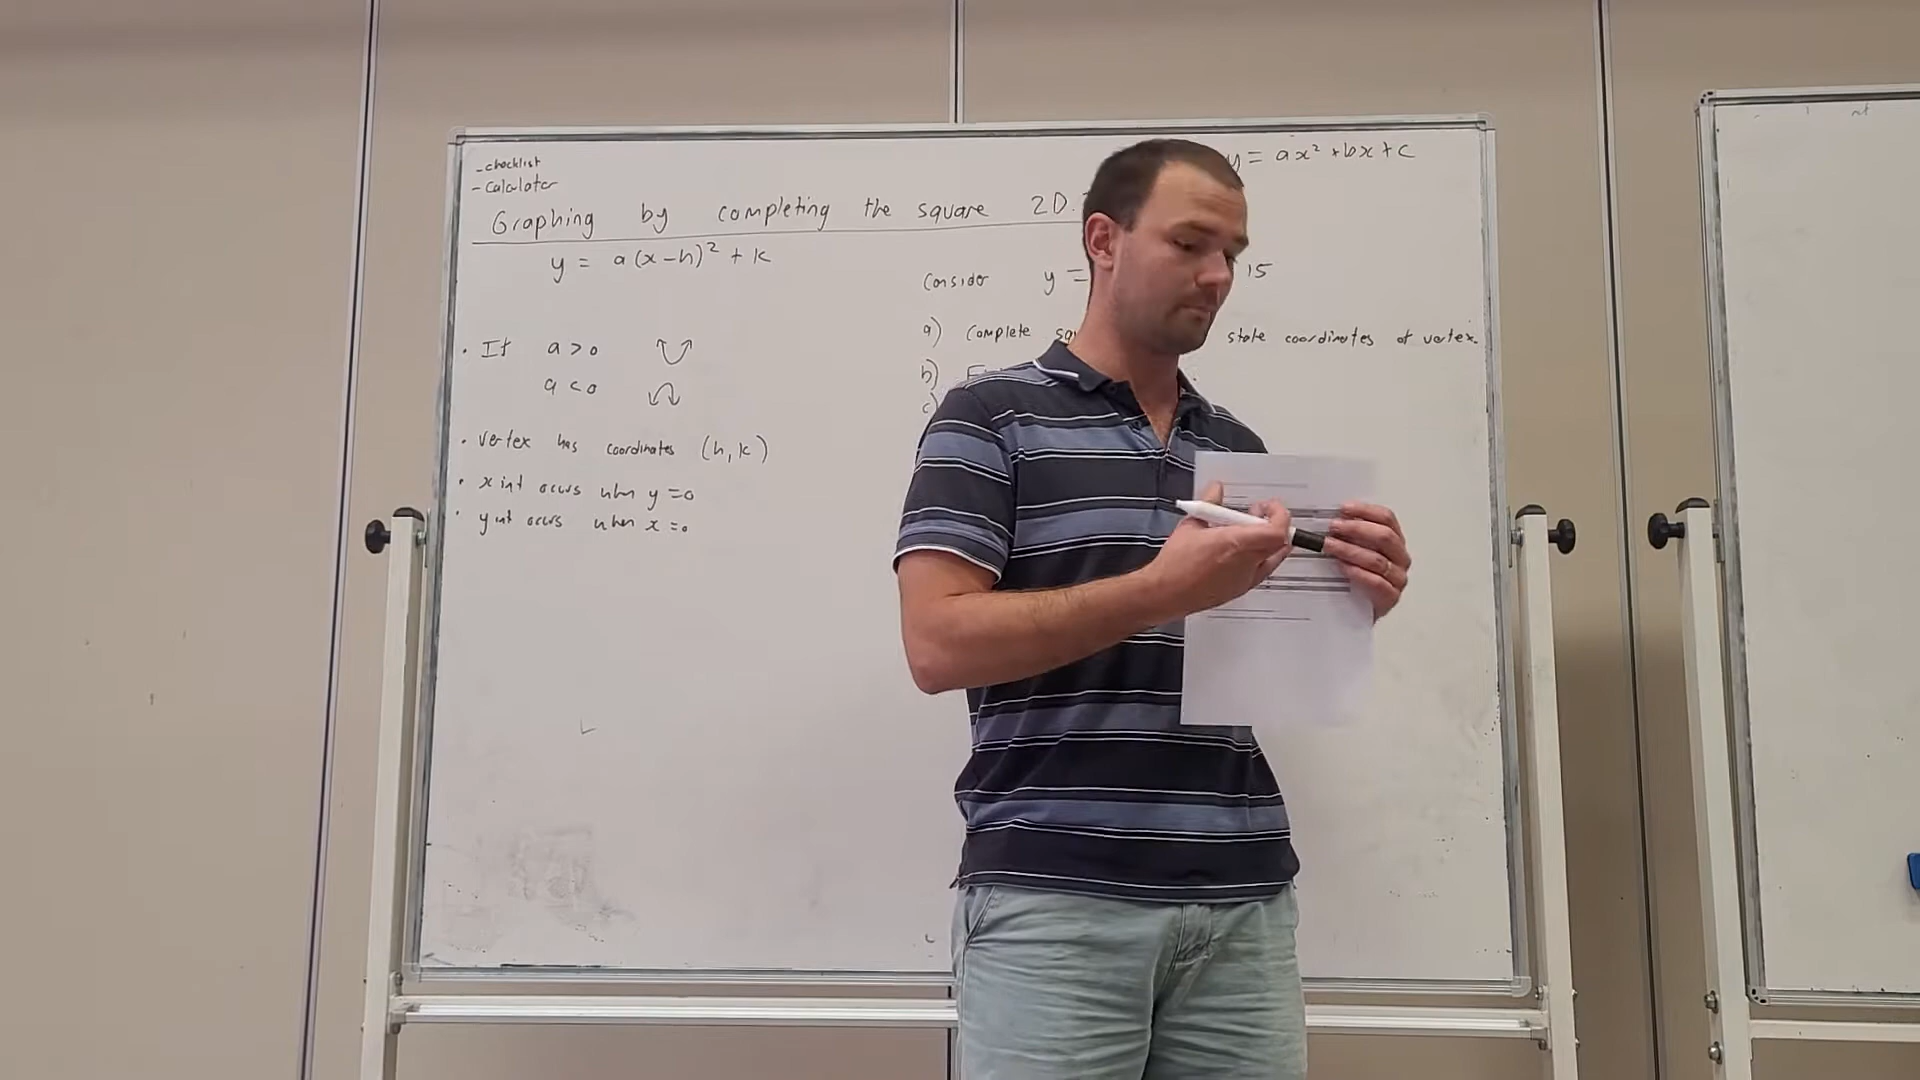 - checklist
- Calculator
y = ax² + bx + c
Graphing by completing the square 2D.
y = a(x-h)² + k
Consider y = 15
• If a > 0
a < 0
a) Complete state coordinates of vertex.
b)
c)
• Vertex has coordinates (h, k)
• x int occurs when y = 0
• y int occurs when x = 0